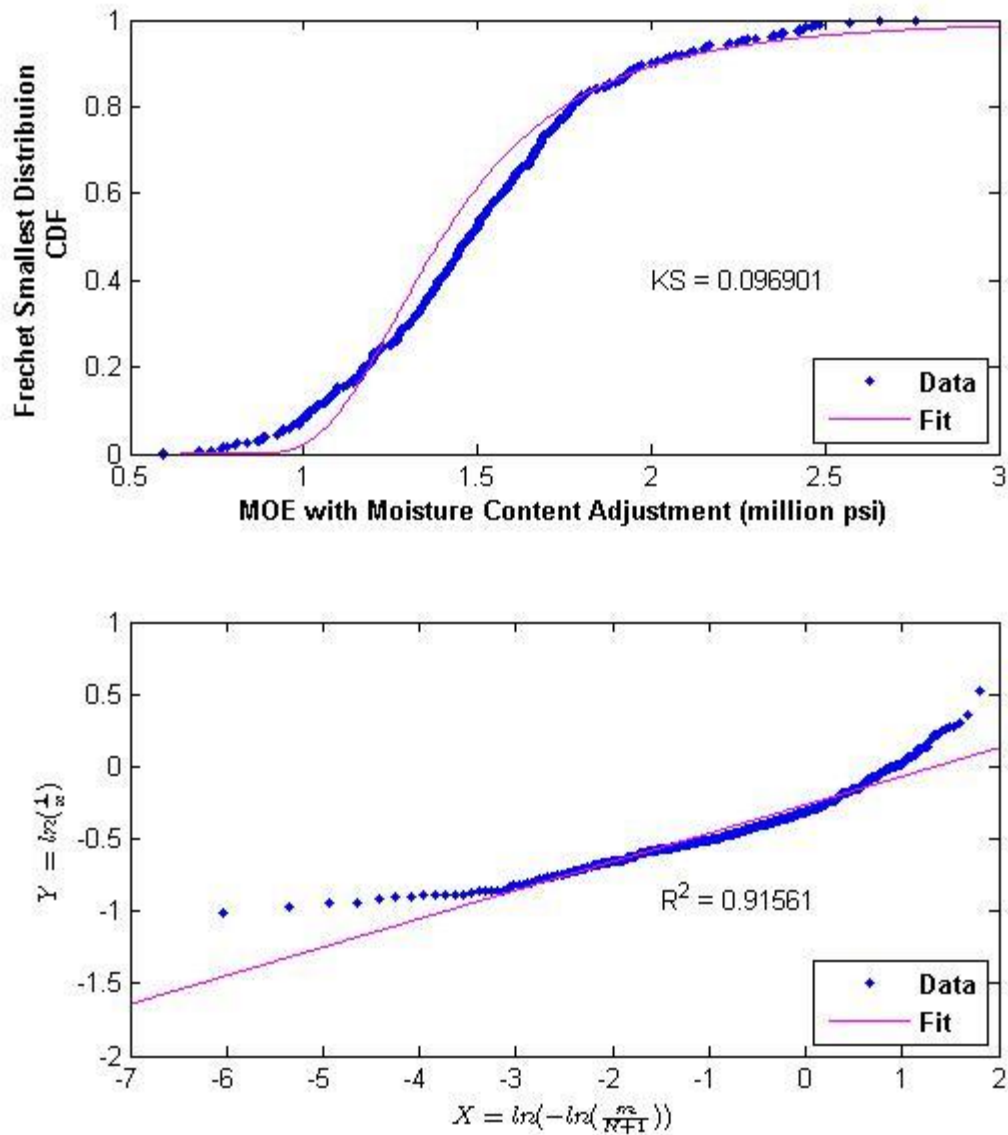 Frechet Smallest Distribuion
CDF
1
0.8
0.6
0.4
0.2
0
KS = 0.096901
Data
Fit
0.5
1
1.5
2
2.5
3
MOE with Moisture Content Adjustment (million psi)
1
0.5
0
-0.5
-1
-1.5
-2
Y = ln(1/x)
R² = 0.91561
Data
Fit
-7
-6
-5
-4
-3
-2
-1
0
1
2
X = ln(-ln(m/N+1))